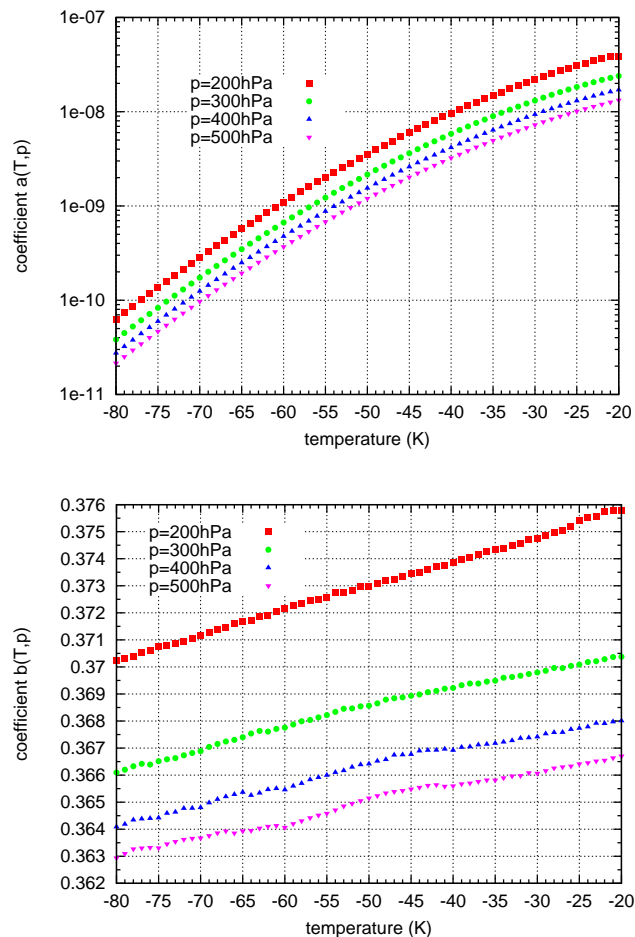 1e-07
1e-08
1e-09
1e-10
1e-11
coefficient a(T,p)
p=200hPa
p=300hPa
p=400hPa
p=500hPa
-80 -75 -70 -65 -60 -55 -50 -45 -40 -35 -30 -25 -20
temperature (K)
0.376
0.375
0.374
0.373
0.372
0.371
0.37
0.369
0.368
0.367
0.366
0.365
0.364
0.363
0.362
coefficient b(T,p)
p=200hPa
p=300hPa
p=400hPa
p=500hPa
-80 -75 -70 -65 -60 -55 -50 -45 -40 -35 -30 -25 -20
temperature (K)